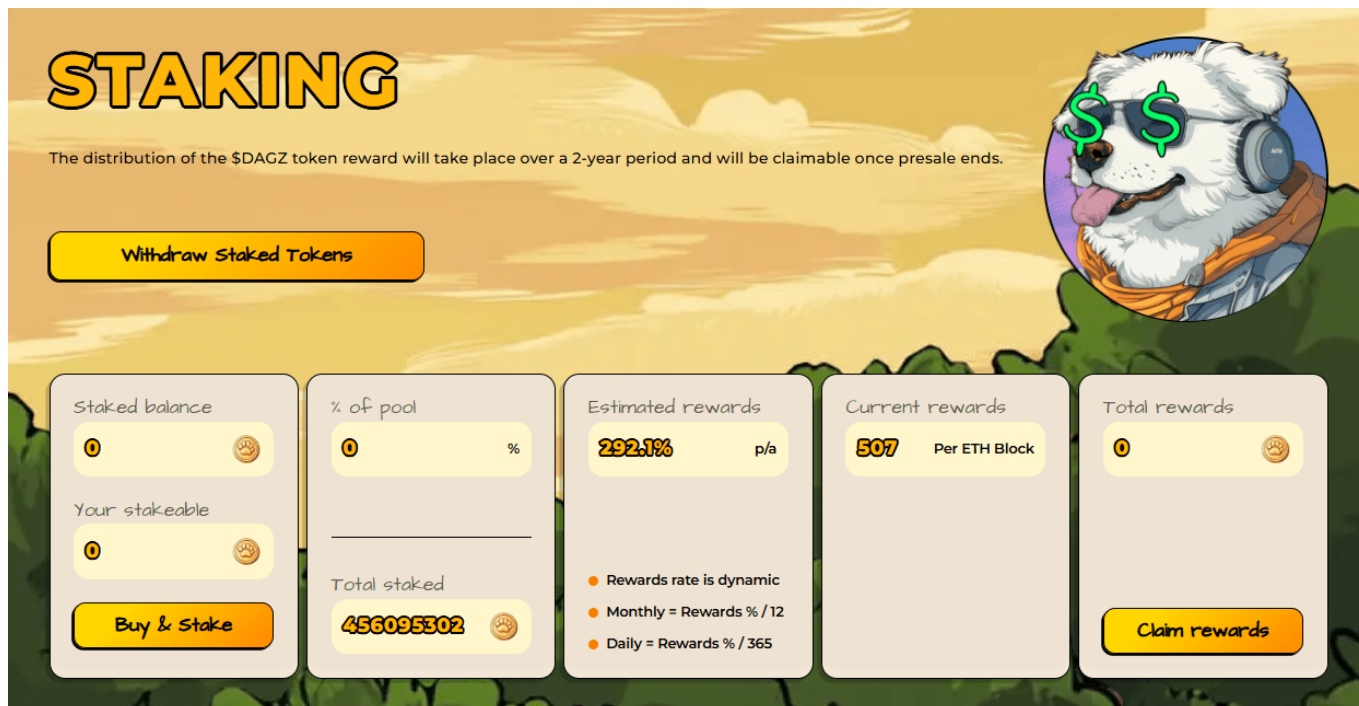 STAKING
The distribution of the $DAGZ token reward will take place over a 2-year period and will be claimable once presale ends.
Withdraw Staked Tokens
Staked balance
0
Your stakeable
0
Buy & Stake
% of pool
0 %
Total staked
456095302
Estimated rewards
292.1% p/a
Rewards rate is dynamic
Monthly = Rewards % / 12
Daily = Rewards % / 365
Current rewards
507 Per ETH Block
Total rewards
0
Claim rewards
$ $